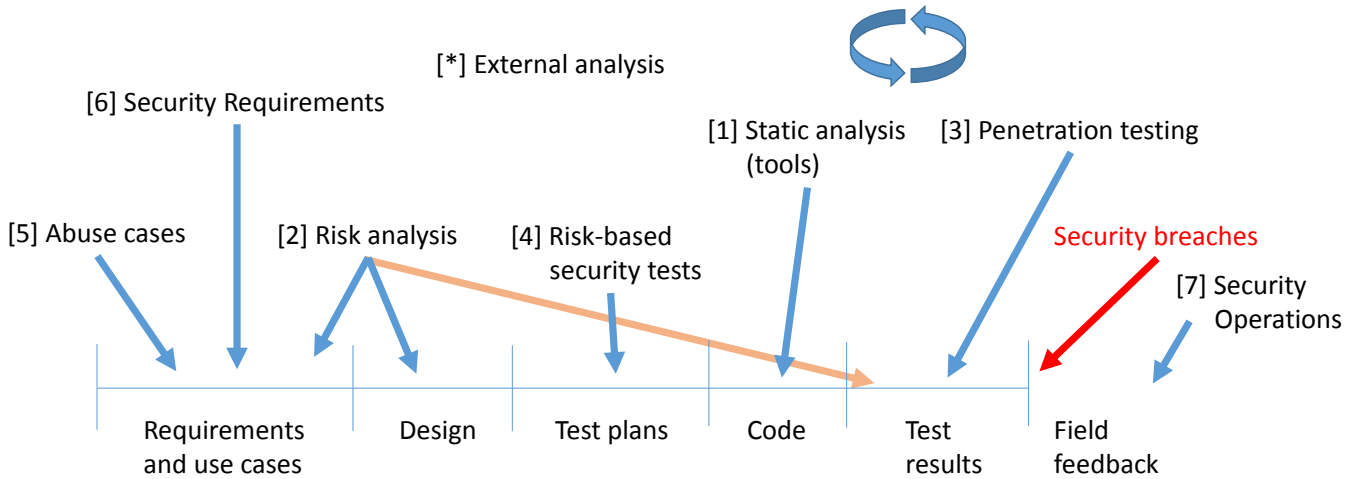 [*] External analysis
[6] Security Requirements
[1] Static analysis
(tools)
[3] Penetration testing
[5] Abuse cases
[2] Risk analysis
[4] Risk-based
security tests
Security breaches
[7] Security
Operations
Requirements
and use cases
Design
Test plans
Code
Test
results
Field
feedback